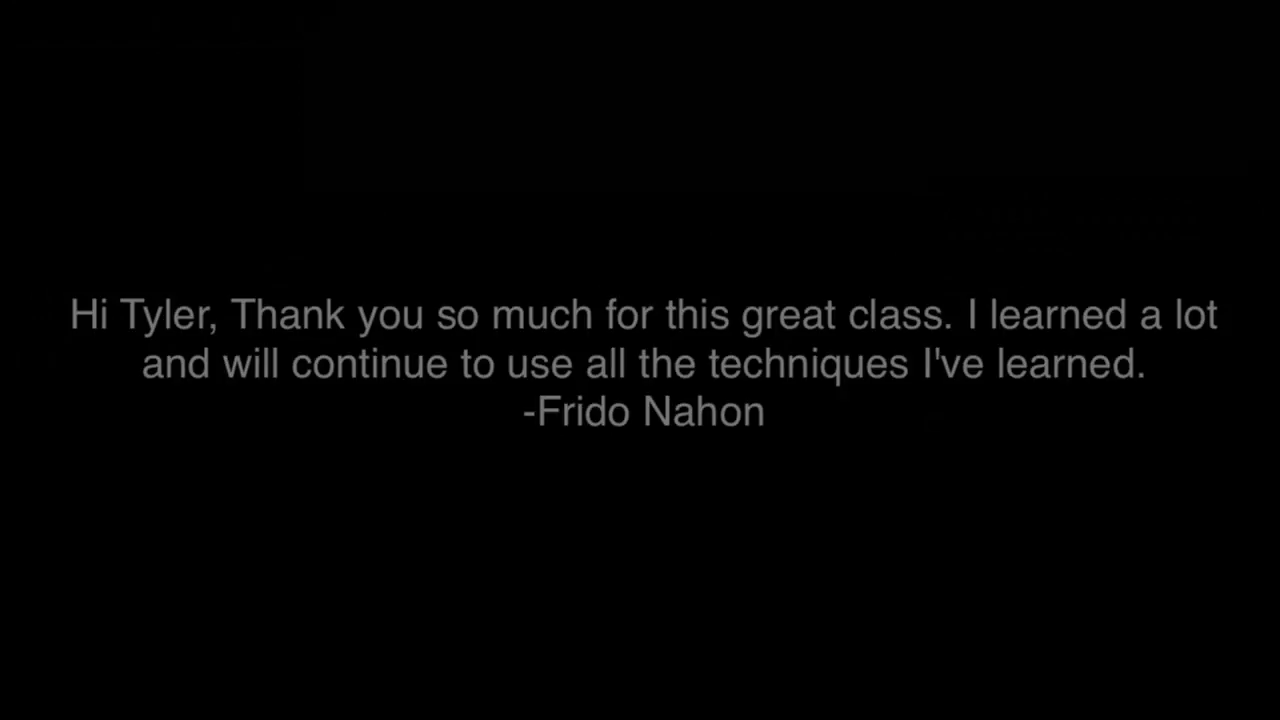 Hi Tyler, Thank you so much for this great class. I learned a lot
and will continue to use all the techniques I've learned.
-Frido Nahon